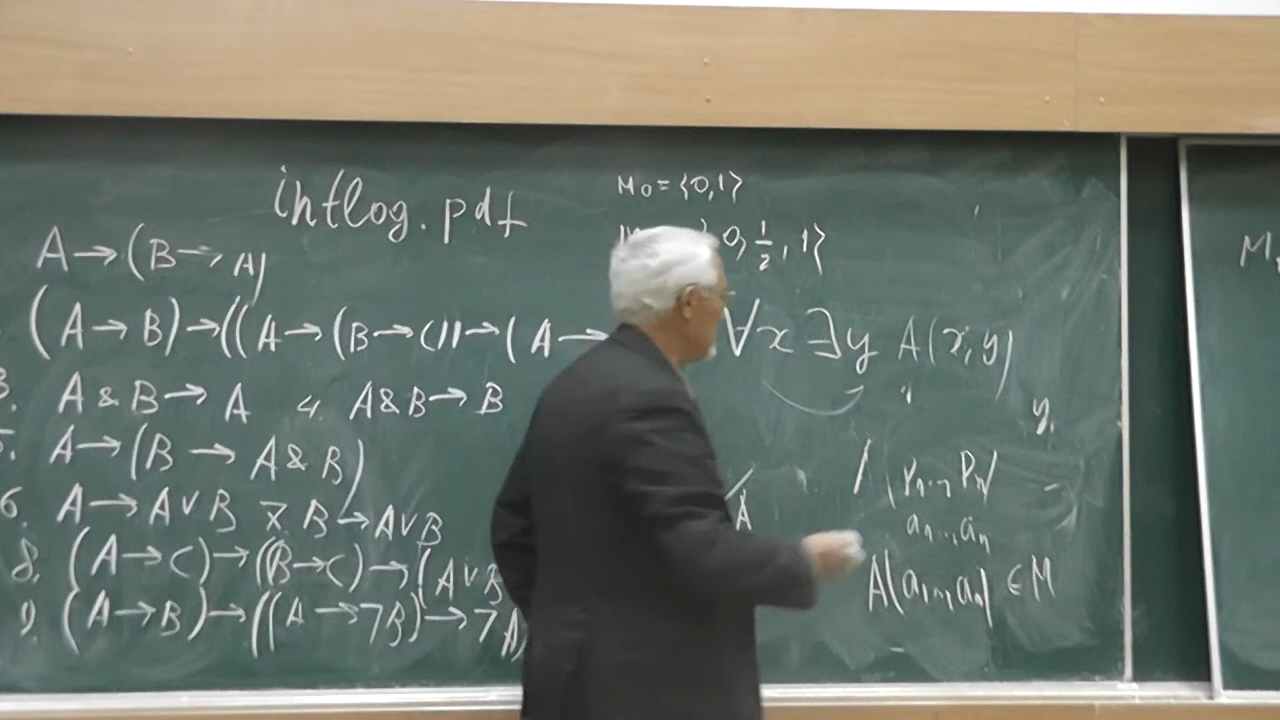 intlog.pdf
A→(B→A)
(A→B)→((A→(B→C))→(A→
3. A&B→A 4. A&B→B
5. A→(B→A&B)
6. A→A∨B 7. B→A∨B
8. (A→C)→((B→C)→(A∨B
9. (A→B)→((A→¬B)→¬A)
M₀={0,1}
0,½,1}
∀x∃y A(x,y)
y.
A
a₁,..,aₙ
A(a₁,..,aₙ)∈M
M